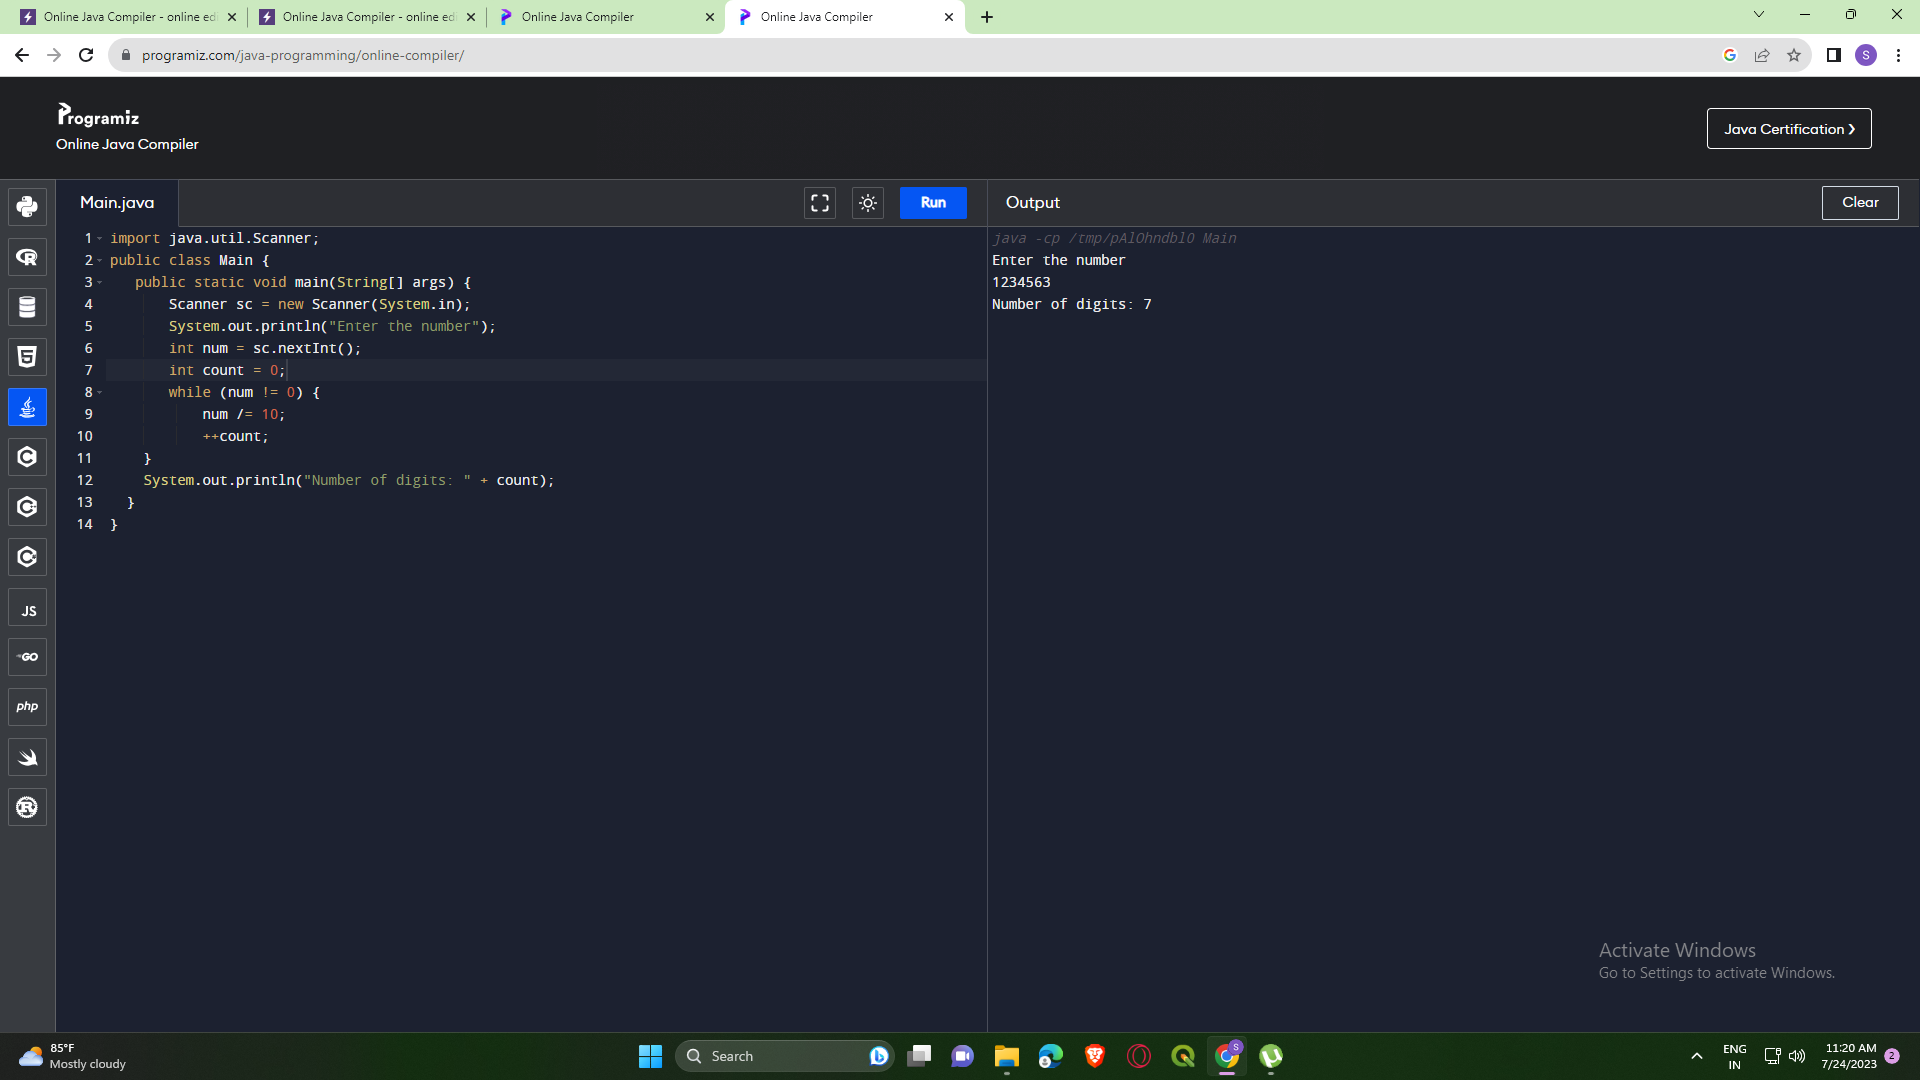 Online Java Compiler - online edi
Online Java Compiler - online edi
Online Java Compiler
Online Java Compiler
programiz.com/java-programming/online-compiler/
S
Programiz
Online Java Compiler
Java Certification ❯
Main.java
Run
Output
Clear
1 import java.util.Scanner;
2 public class Main {
3 public static void main(String[] args) {
4 Scanner sc = new Scanner(System.in);
5 System.out.println("Enter the number");
6 int num = sc.nextInt();
7 int count = 0;
8 while (num != 0) {
9 num /= 10;
10 ++count;
11 }
12 System.out.println("Number of digits: " + count);
13 }
14 }
java -cp /tmp/pAlOhndblO Main
Enter the number
1234563
Number of digits: 7
JS
GO
php
Activate Windows
Go to Settings to activate Windows.
85°F
Mostly cloudy
Search
S
ENG
IN
11:20 AM
7/24/2023
2